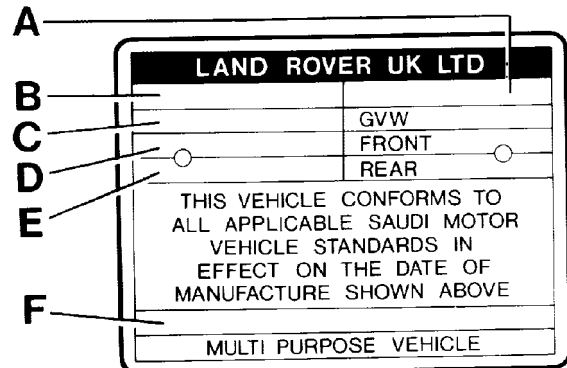 A
LAND ROVER UK LTD
B
C
GVW
D
FRONT
E
REAR
THIS VEHICLE CONFORMS TO
ALL APPLICABLE SAUDI MOTOR
VEHICLE STANDARDS IN
EFFECT ON THE DATE OF
MANUFACTURE SHOWN ABOVE
F
MULTI PURPOSE VEHICLE